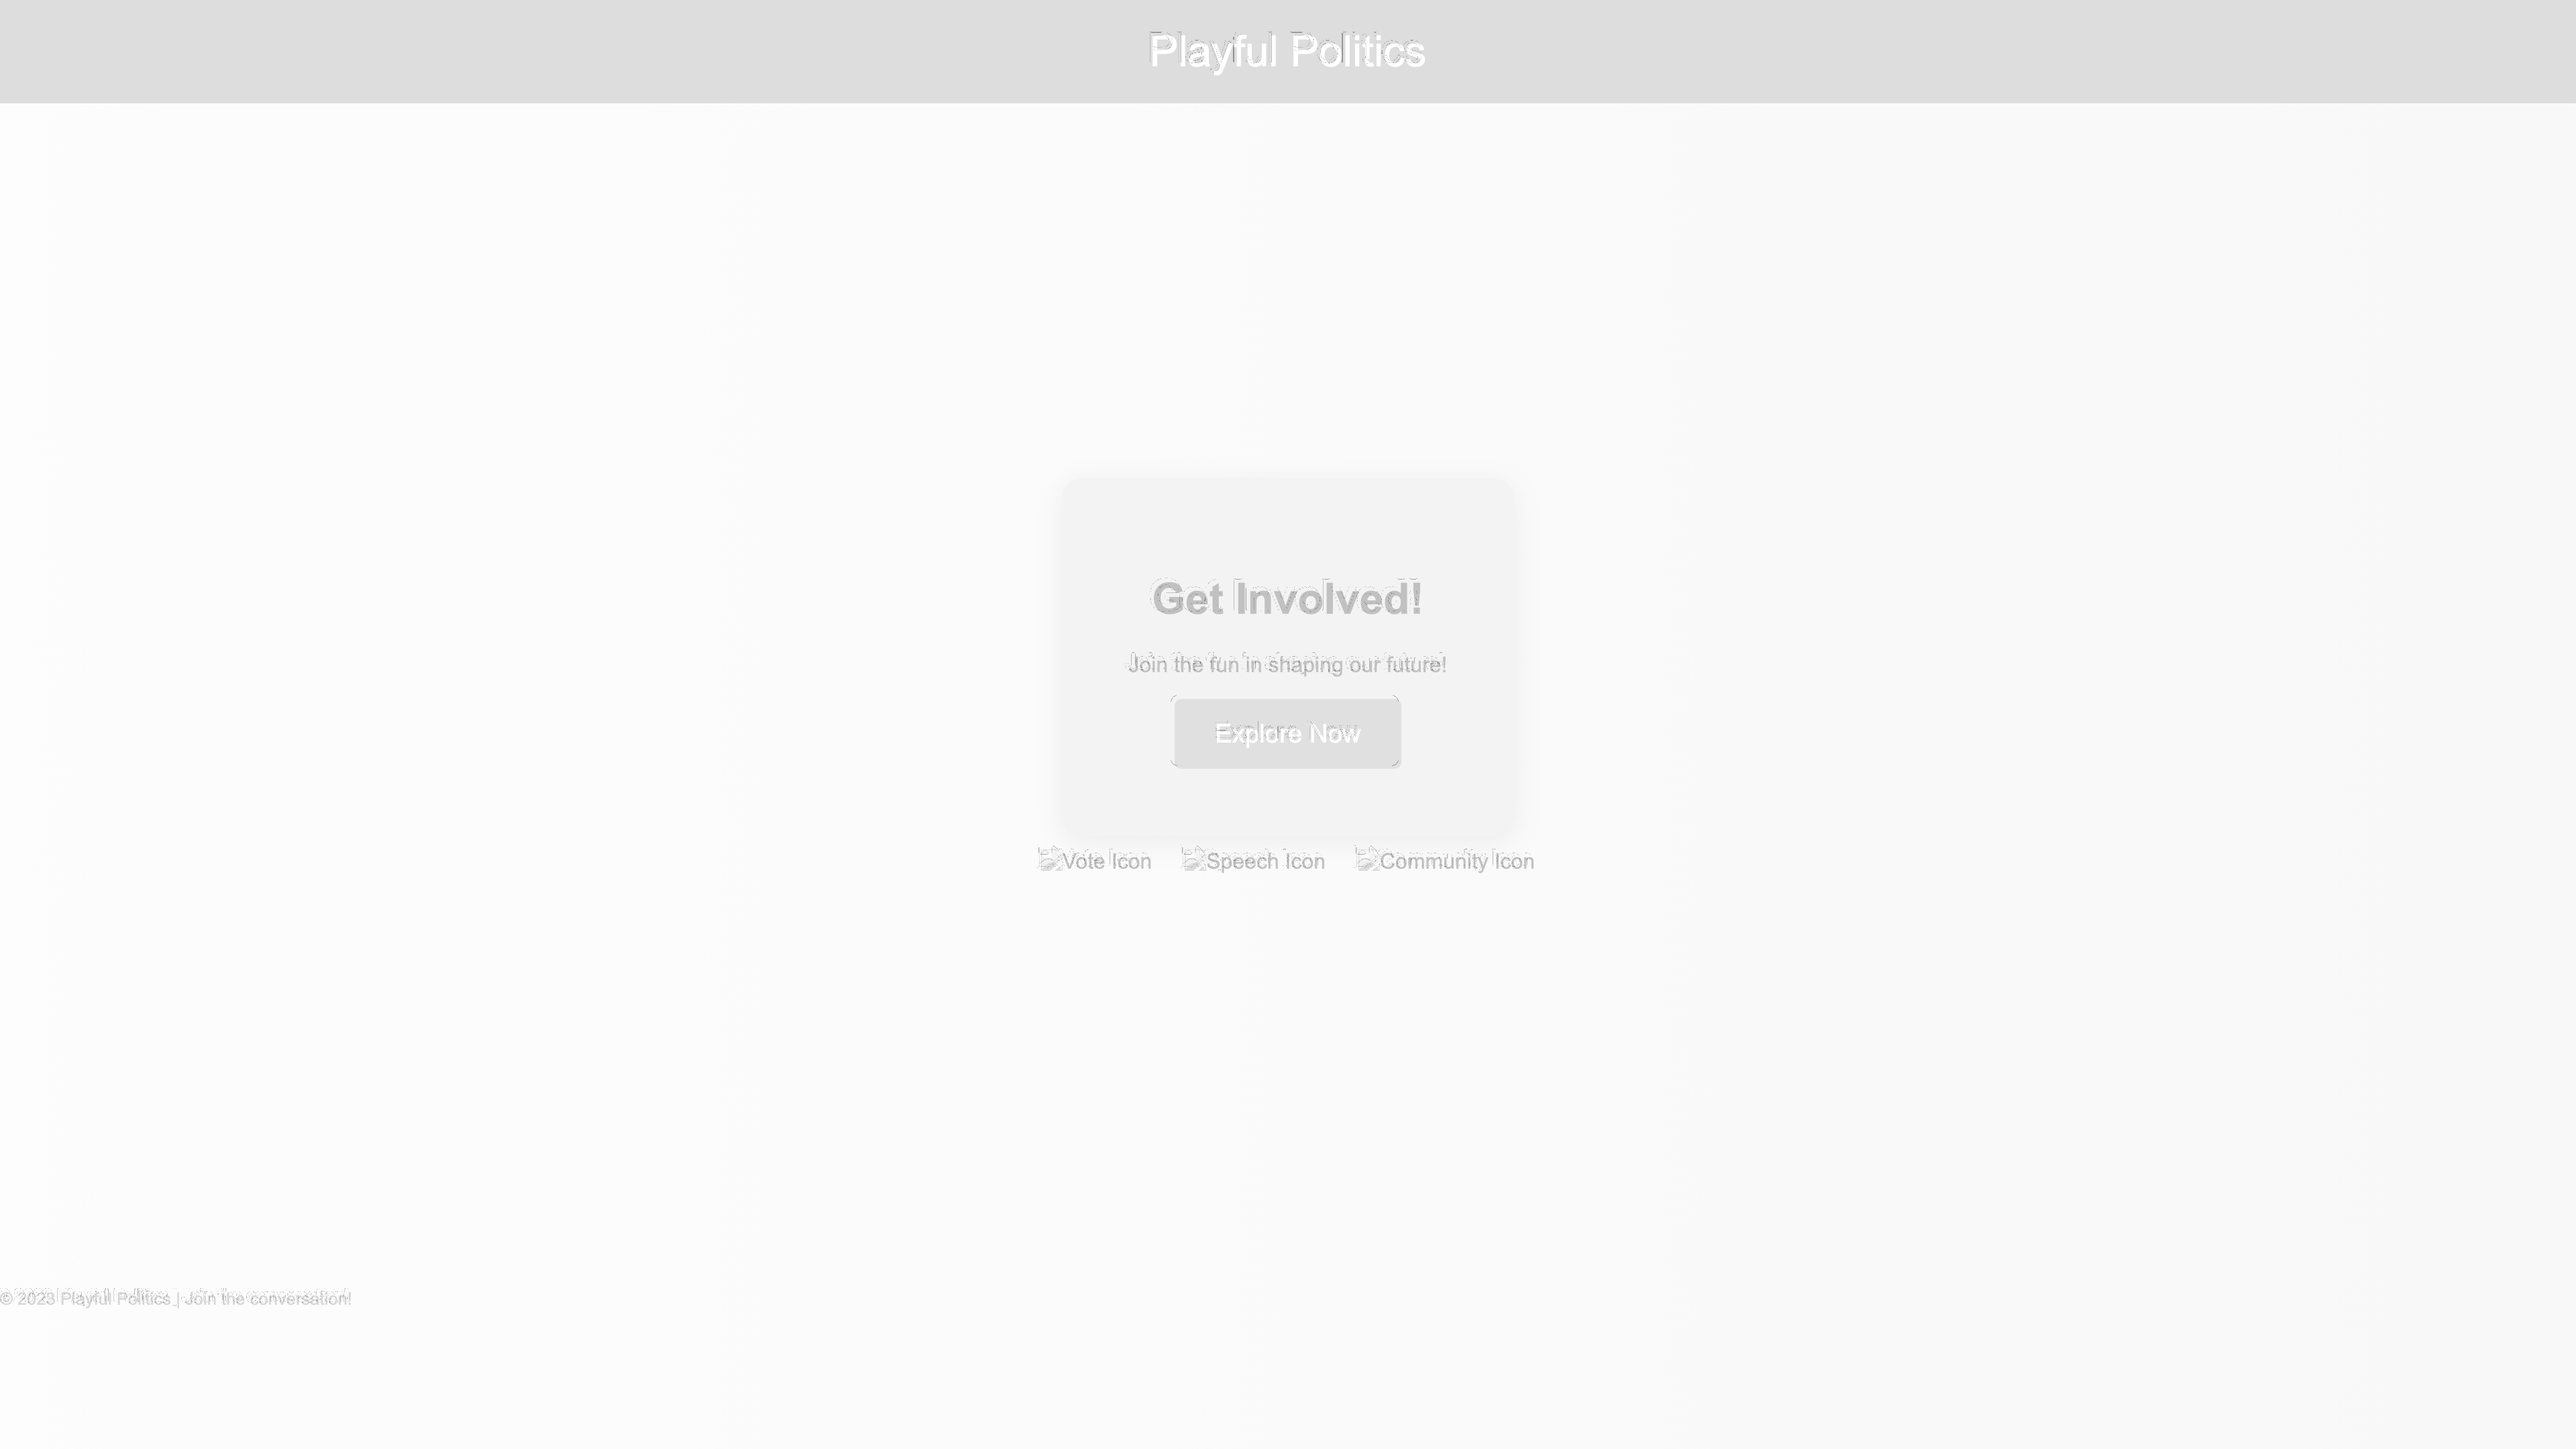 Playful Politics
Get Involved!
Join the fun in shaping our future!
Explore Now
Vote Icon Speech Icon Community Icon
© 2023 Playful Politics | Join the conversation!